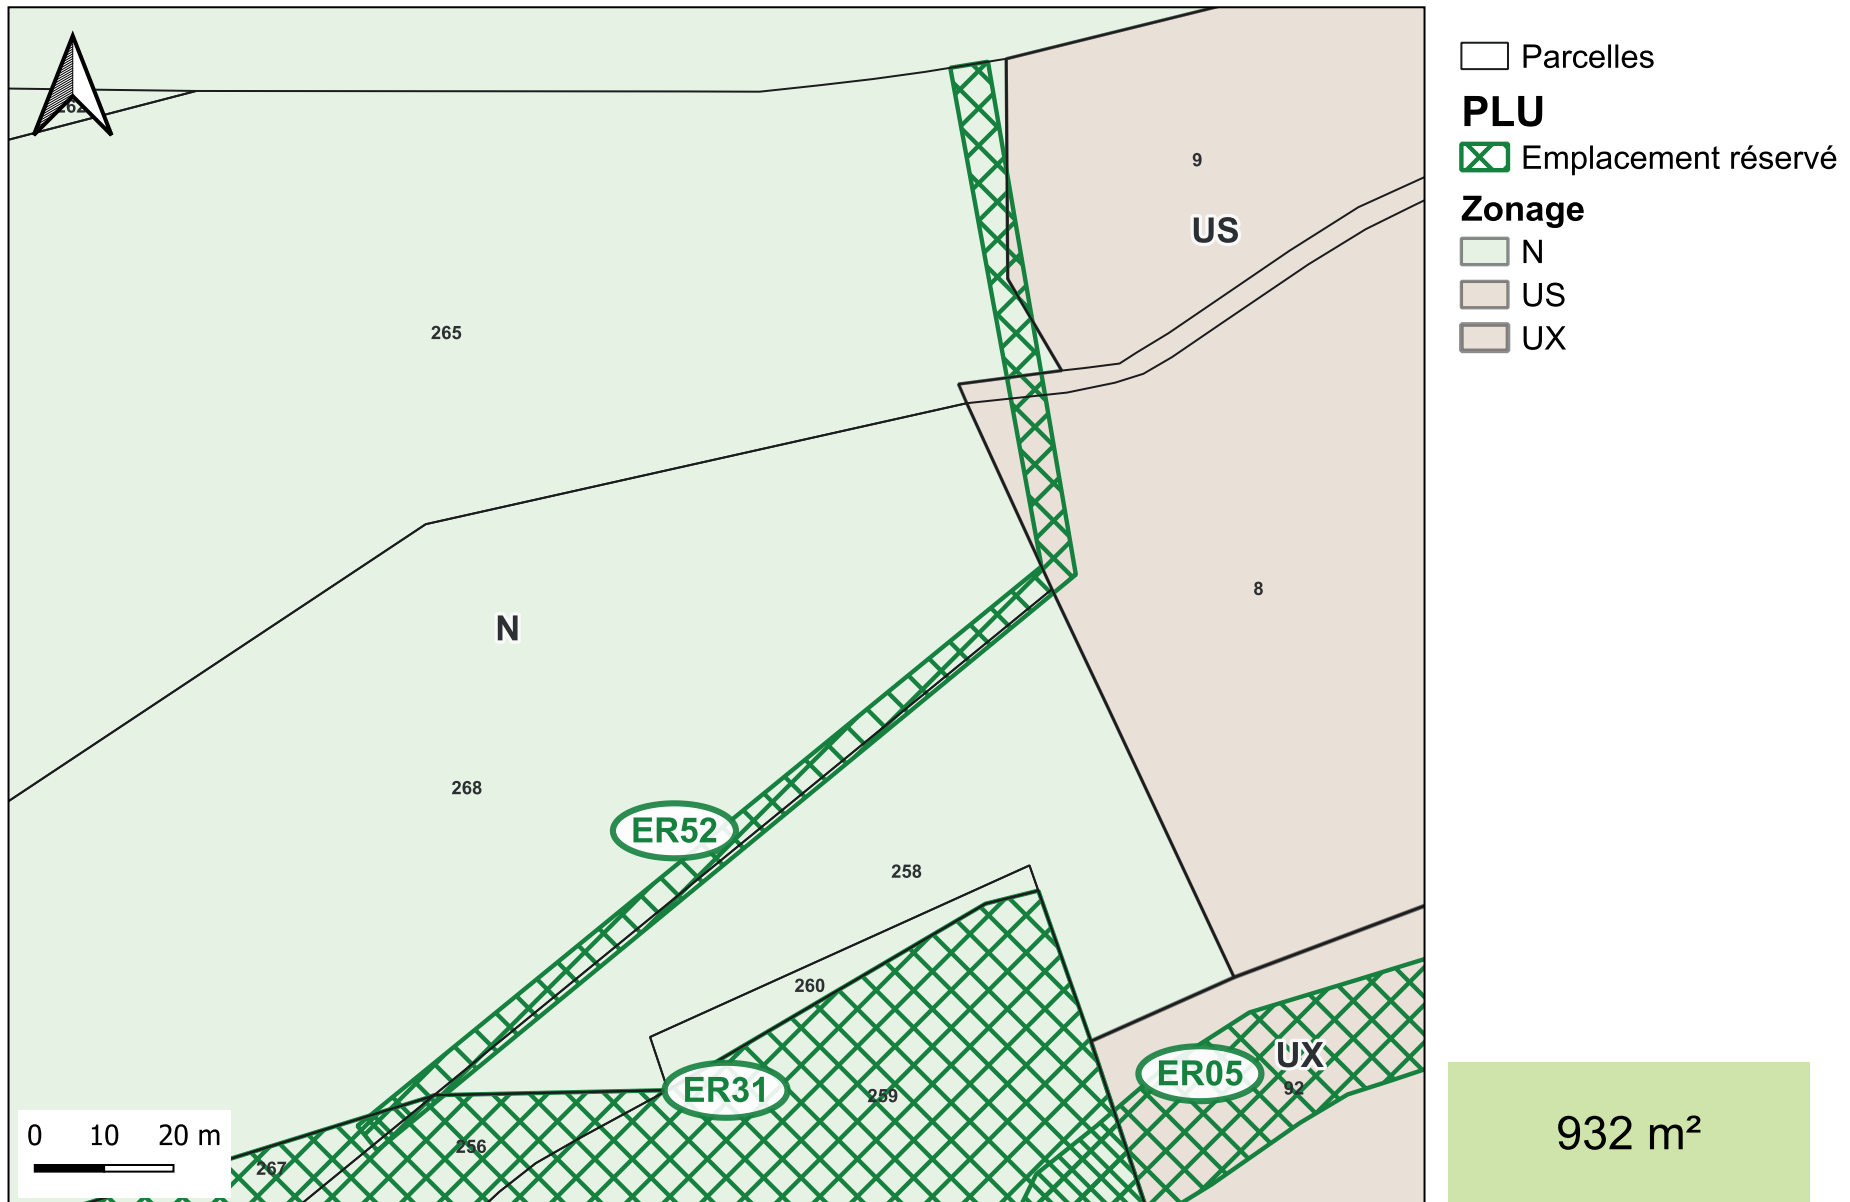 Parcelles
PLU
Emplacement réservé
Zonage
N
US
UX
262
9
US
265
8
N
268
ER52
258
260
ER31
259
ER05
UX
92
256
267
0 10 20 m
932 m²